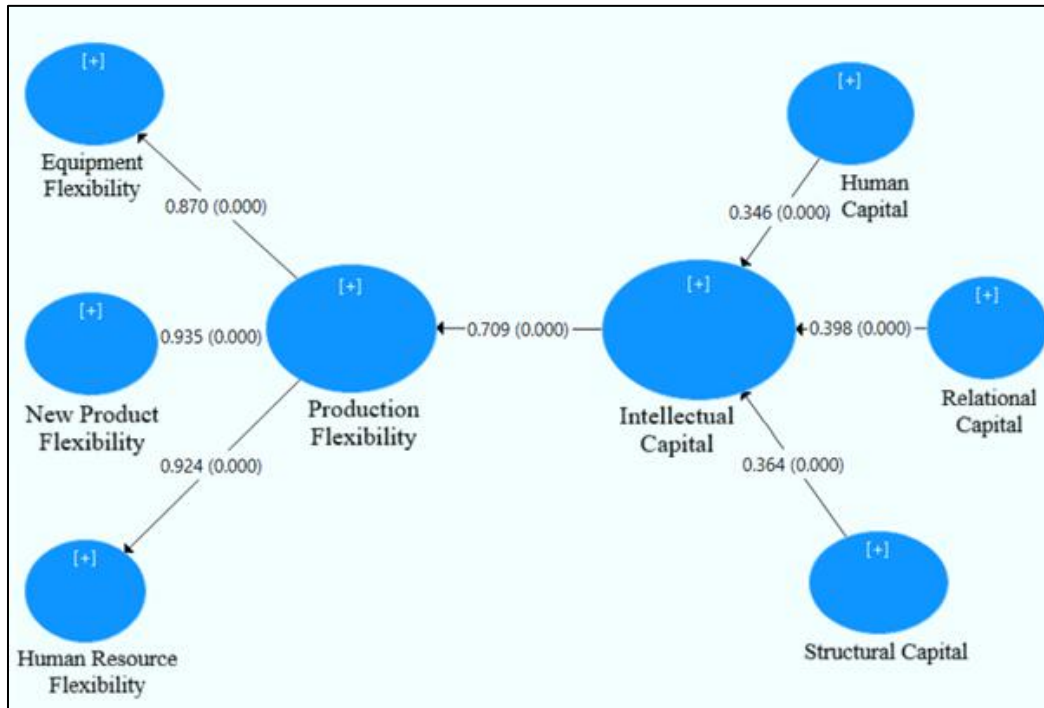 [+]
Equipment
Flexibility
0.870 (0.000)
[+]
New Product
Flexibility
0.935 (0.000)
[+]
Production
Flexibility
0.924 (0.000)
[+]
Human Resource
Flexibility
0.709 (0.000)
[+]
Intellectual
Capital
[+]
Human
Capital
0.346 (0.000)
0.398 (0.000)
[+]
Relational
Capital
0.364 (0.000)
[+]
Structural Capital